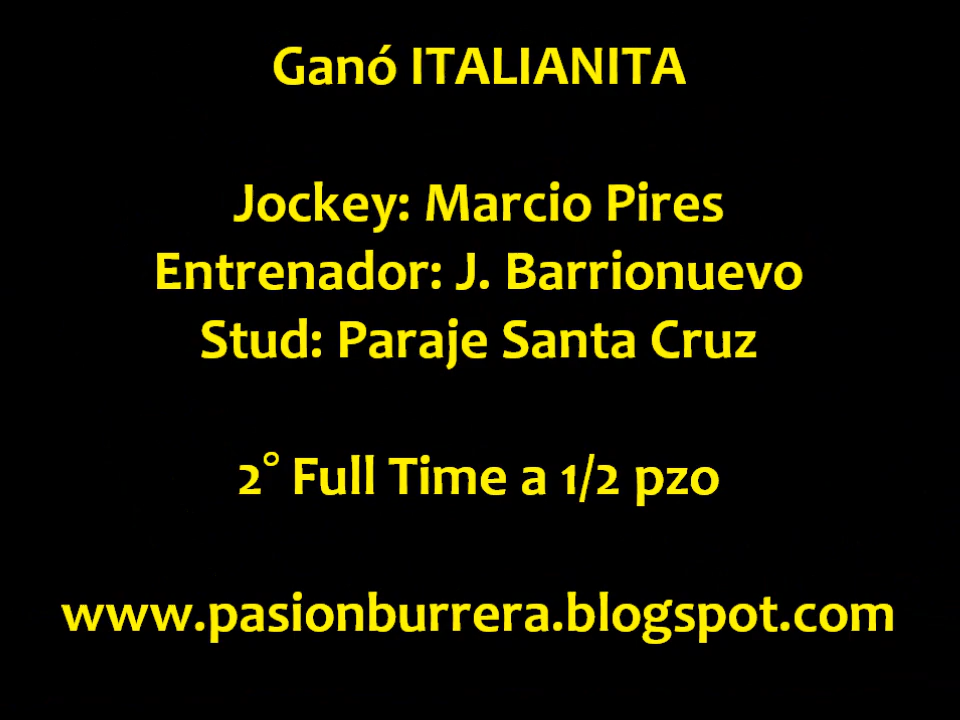 Ganó ITALIANITA
Jockey: Marcio Pires
Entrenador: J. Barrionuevo
Stud: Paraje Santa Cruz
2° Full Time a 1/2 pzo
www.pasionburrera.blogspot.com